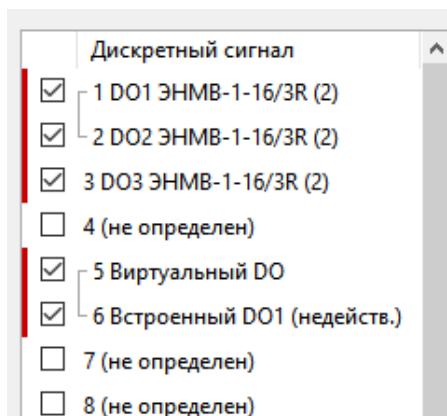 Дискретный сигнал
1 DO1 ЭНМВ-1-16/3R (2)
2 DO2 ЭНМВ-1-16/3R (2)
3 DO3 ЭНМВ-1-16/3R (2)
4 (не определен)
5 Виртуальный DO
6 Встроенный DO1 (недейств.)
7 (не определен)
8 (не определен)